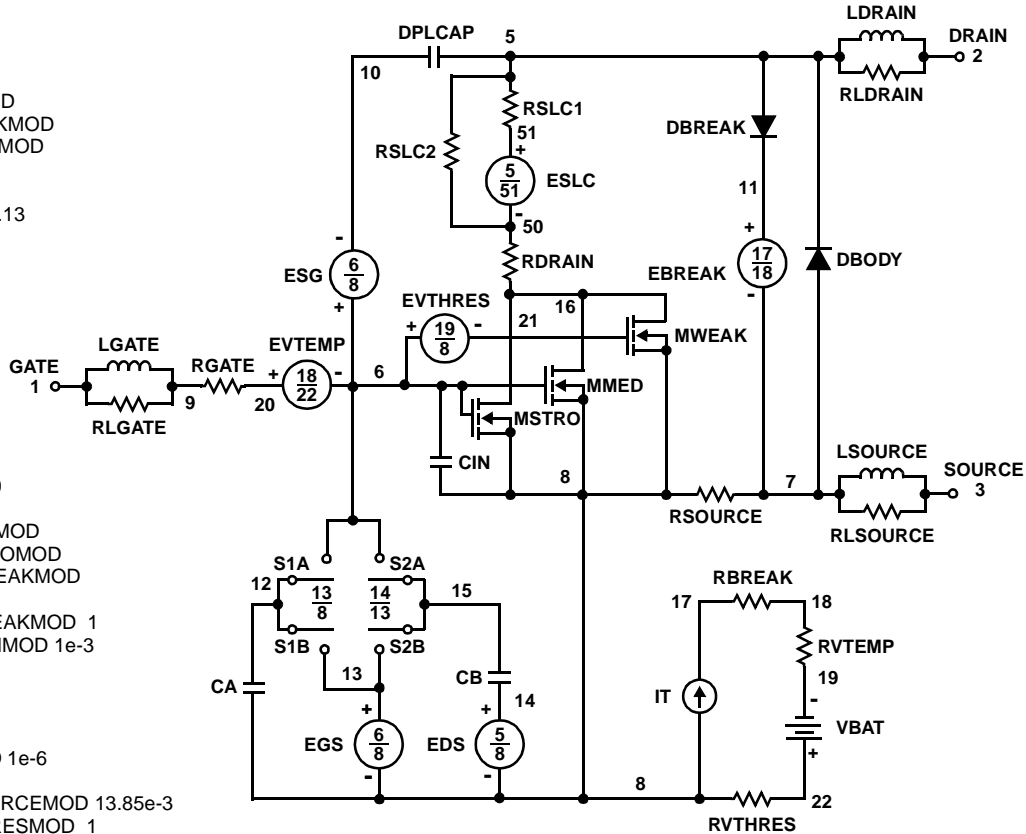 LDRAIN
DPLCAP 5 DRAIN
10 2
RLDRAIN
RSLC1
DBREAK
51
+
RSLC2
5
51
ESLC
11
-
50
+
-
17
18
DBODY
RDRAIN
6
8
ESG
EBREAK
EVTHRES
+
16
-
21
+ 19 -
8
MWEAK
LGATE
EVTEMP
GATE
1
RGATE
+ 18 -
22
6
MMED
9
20
MSTRO
RLGATE
LSOURCE
CIN
8
7
SOURCE
3
RSOURCE
RLSOURCE
S1A
S2A
12
13
8
14
13
15
RBREAK
17
18
S1B
S2B
RVTEMP
13
CB
19
CA
14
IT
-
+
+
VBAT
EGS
6
8
EDS
5
8
+
-
-
8
22
RVTHRES
OD
KMOD
MOD
.13
MOD
OMOD
EAKMOD
EAKMOD 1
MOD 1e-3
1e-6
RCEMOD 13.85e-3
RESMOD 1